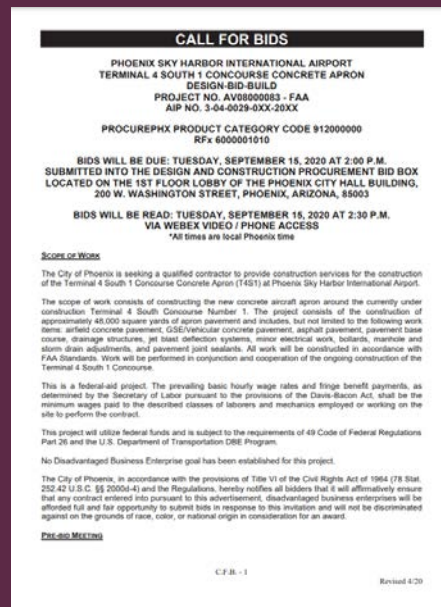 CALL FOR BIDS
PHOENIX SKY HARBOR INTERNATIONAL AIRPORT
TERMINAL 4 SOUTH 1 CONCOURSE CONCRETE APRON
DESIGN-BID-BUILD
PROJECT NO. AV08000083 - FAA
AIP NO. 3-04-0029-0XX-20XX
PROCUREPHX PRODUCT CATEGORY CODE 912000000
RFx 6000001010
BIDS WILL BE DUE: TUESDAY, SEPTEMBER 15, 2020 AT 2:00 P.M.
SUBMITTED INTO THE DESIGN AND CONSTRUCTION PROCUREMENT BID BOX
LOCATED ON THE 1ST FLOOR LOBBY OF THE PHOENIX CITY HALL BUILDING,
200 W. WASHINGTON STREET, PHOENIX, ARIZONA, 85003
BIDS WILL BE READ: TUESDAY, SEPTEMBER 15, 2020 AT 2:30 P.M.
VIA WEBEX VIDEO / PHONE ACCESS
*All times are local Phoenix time
SCOPE OF WORK
The City of Phoenix is seeking a qualified contractor to provide construction services for the construction
of the Terminal 4 South 1 Concourse Concrete Apron (T4S1) at Phoenix Sky Harbor International Airport.
The scope of work consists of constructing the new concrete aircraft apron around the currently under
construction Terminal 4 South Concourse Number 1. The project consists of the construction of
approximately 48,000 square yards of apron pavement and includes, but not limited to the following work
items: airfield concrete pavement, GSE/Vehicular concrete pavement, asphalt pavement, pavement base
course, drainage structures, jet blast deflection systems, minor electrical work, bollards, manhole and
storm drain adjustments, and pavement joint sealants. All work will be constructed in accordance with
FAA Standards. Work will be performed in conjunction and cooperation of the ongoing construction of the
Terminal 4 South 1 Concourse.
This is a federal-aid project. The prevailing basic hourly wage rates and fringe benefit payments, as
determined by the Secretary of Labor pursuant to the provisions of the Davis-Bacon Act, shall be the
minimum wages paid to the described classes of laborers and mechanics employed or working on the
site to perform the contract.
This project will utilize federal funds and is subject to the requirements of 49 Code of Federal Regulations
Part 26 and the U.S. Department of Transportation DBE Program.
No Disadvantaged Business Enterprise goal has been established for this project.
The City of Phoenix, in accordance with the provisions of Title VI of the Civil Rights Act of 1964 (78 Stat.
252.42 U.S.C. §§ 2000d-4) and the Regulations, hereby notifies all bidders that it will affirmatively ensure
that any contract entered into pursuant to this advertisement, disadvantaged business enterprises will be
afforded full and fair opportunity to submit bids in response to this invitation and will not be discriminated
against on the grounds of race, color, or national origin in consideration for an award.
PRE-BID MEETING
C.F.B. - 1
Revised 4/20